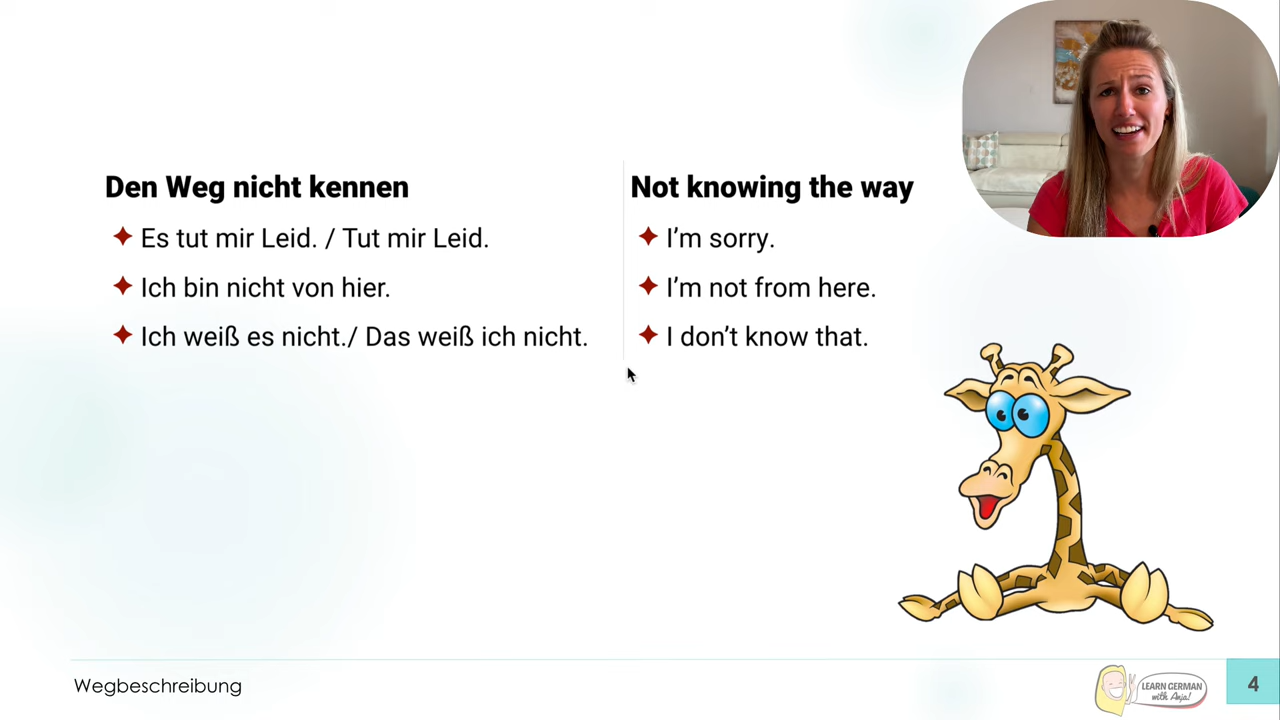 Den Weg nicht kennen
✦ Es tut mir Leid. / Tut mir Leid.
✦ Ich bin nicht von hier.
✦ Ich weiß es nicht./ Das weiß ich nicht.
Not knowing the way
✦ I’m sorry.
✦ I’m not from here.
✦ I don’t know that.
Wegbeschreibung
LEARN GERMAN
with Anja!
4